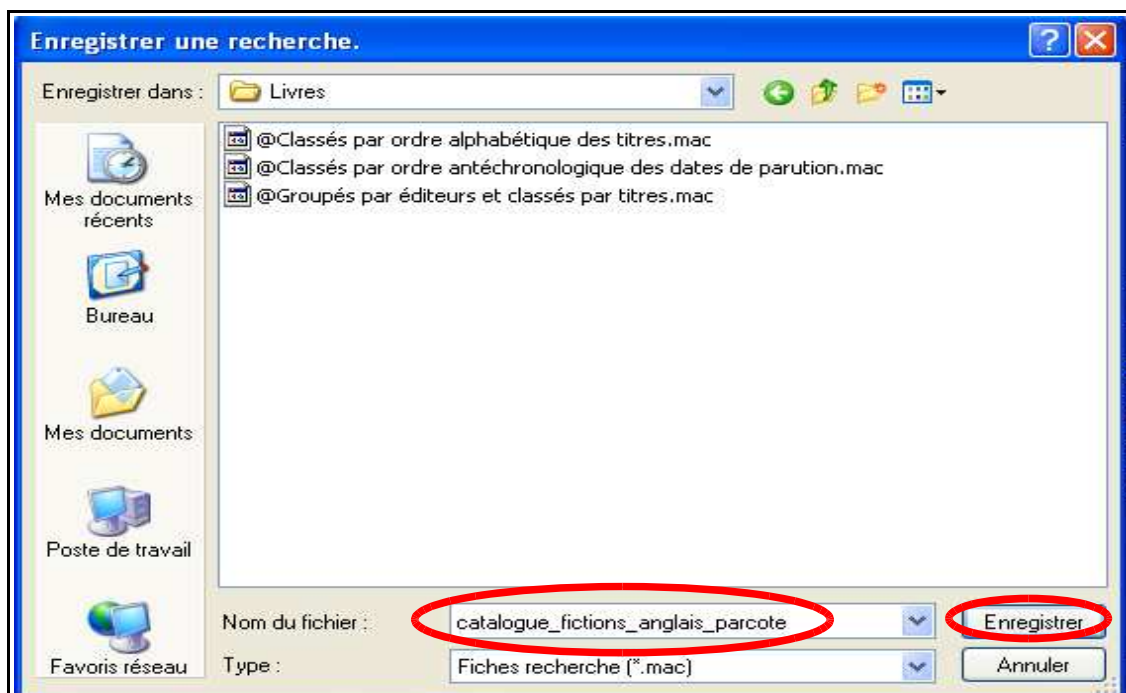 Enregistrer une recherche.
Enregistrer dans :
Livres
@Classés par ordre alphabétique des titres.mac
@Classés par ordre antéchronologique des dates de parution.mac
@Groupés par éditeurs et classés par titres.mac
Mes documents
récents
Bureau
Mes documents
Poste de travail
Favoris réseau
Nom du fichier :
catalogue_fictions_anglais_parcote
Enregistrer
Type :
Fiches recherche (*.mac)
Annuler